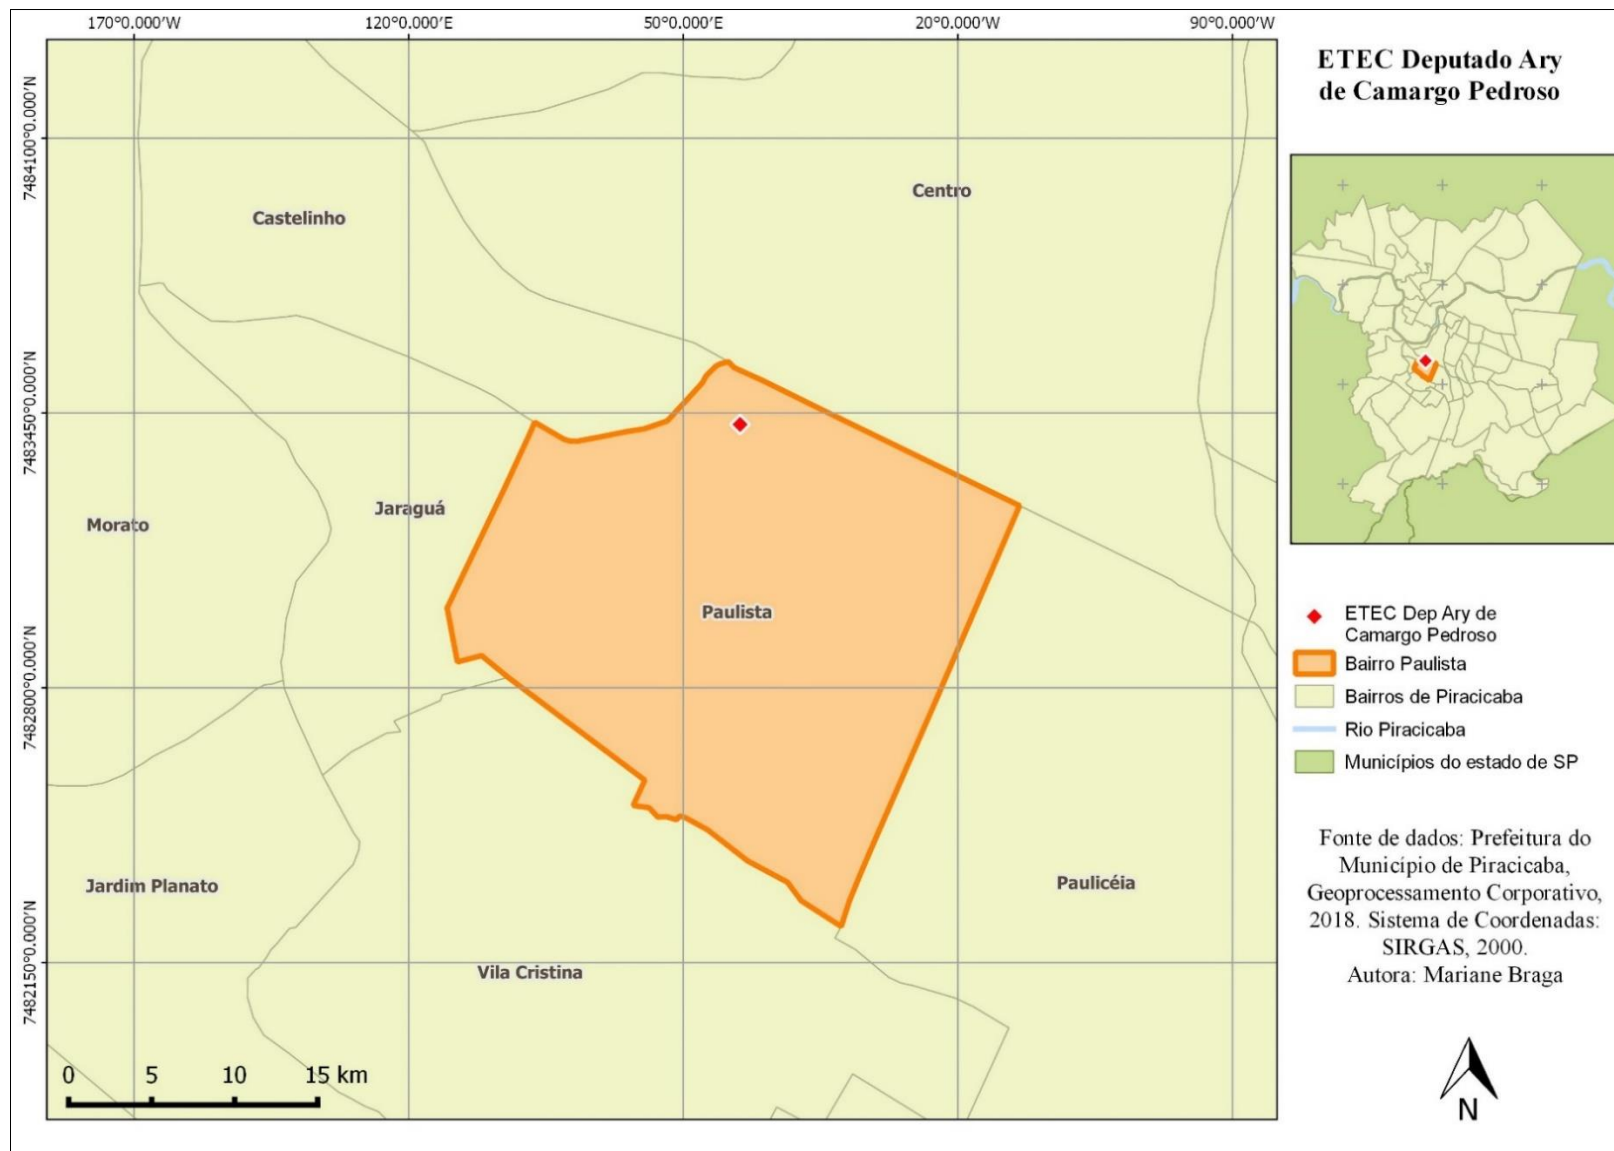 170°0.000'W 120°0.000'W 50°0.000'E 20°0.000'W 90°0.000'W
7484100°0.000'N
7483450°0.000'N
7482800°0.000'N
7482150°0.000'N
Castelinho
Centro
Morato
Jaraguá
Paulista
Jardim Planato
Paulicéia
Vila Cristina
0 5 10 15 km
ETEC Deputado Ary
de Camargo Pedroso
ETEC Dep Ary de
Camargo Pedroso
Bairro Paulista
Bairros de Piracicaba
Rio Piracicaba
Municípios do estado de SP
Fonte de dados: Prefeitura do
Município de Piracicaba,
Geoprocessamento Corporativo,
2018. Sistema de Coordenadas:
SIRGAS, 2000.
Autora: Mariane Braga
N